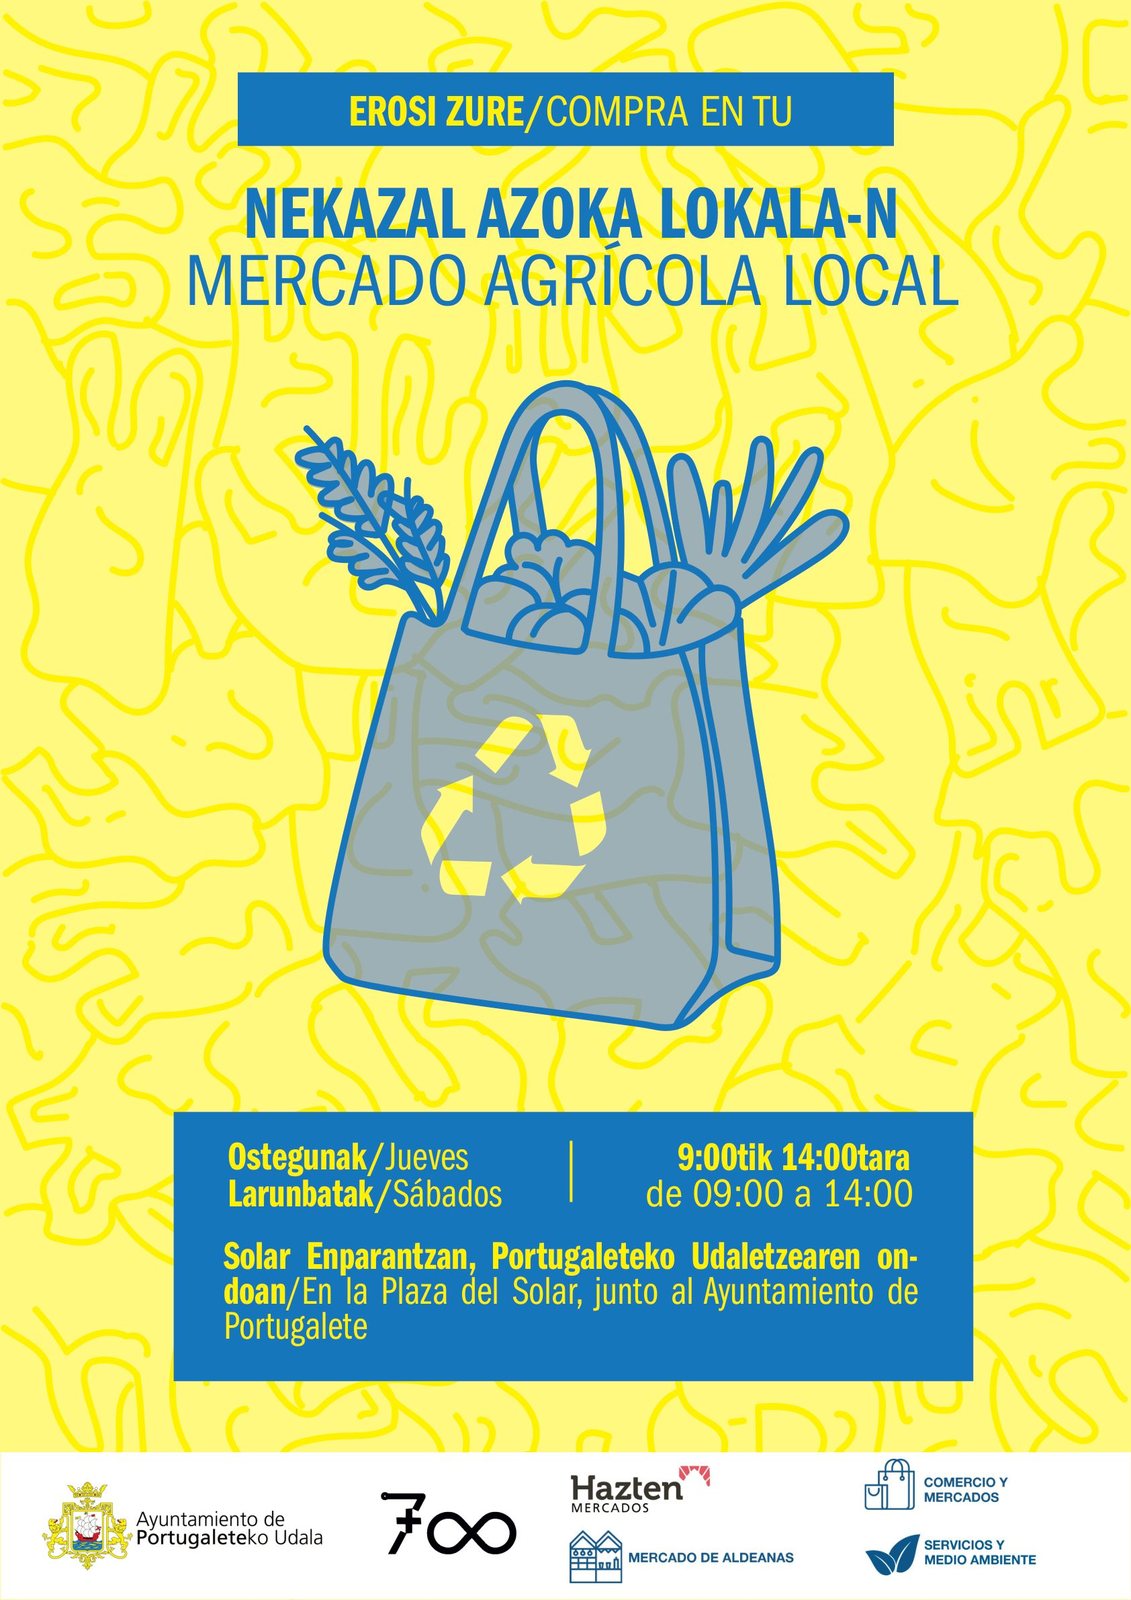 EROSI ZURE/COMPRA EN TU
NEKAZAL AZOKA LOKALA-N
MERCADO AGRÍCOLA LOCAL
Ostegunak/Jueves
Larunbatak/Sábados
9:00tik 14:00tara
de 09:00 a 14:00
Solar Enparantzan, Portugaleteko Udaletzearen on-
doan/En la Plaza del Solar, junto al Ayuntamiento de
Portugalete
Ayuntamiento de
Portugaleteko Udala
700
Hazten
MERCADOS
MERCADO DE ALDEANAS
COMERCIO Y
MERCADOS
SERVICIOS Y
MEDIO AMBIENTE